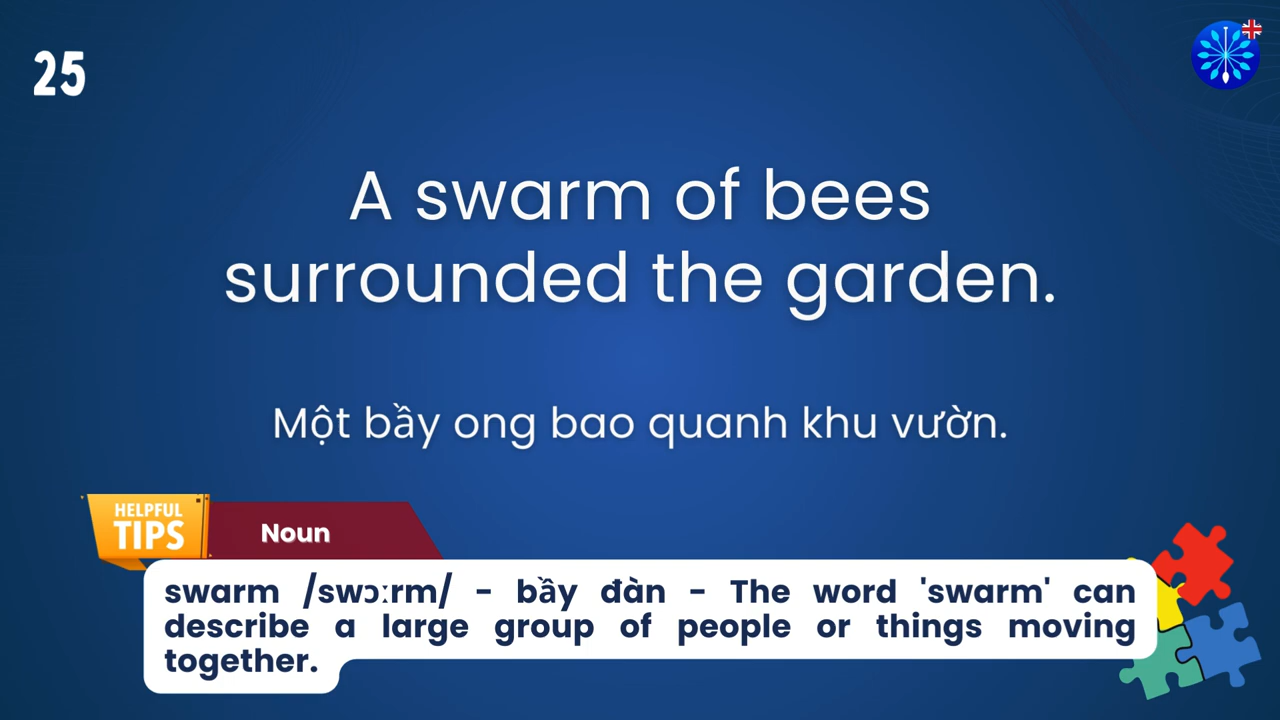 25
A swarm of bees
surrounded the garden.
Một bầy ong bao quanh khu vườn.
HELPFUL
TIPS
Noun
swarm /swɔːrm/ - bầy đàn - The word 'swarm' can
describe a large group of people or things moving
together.